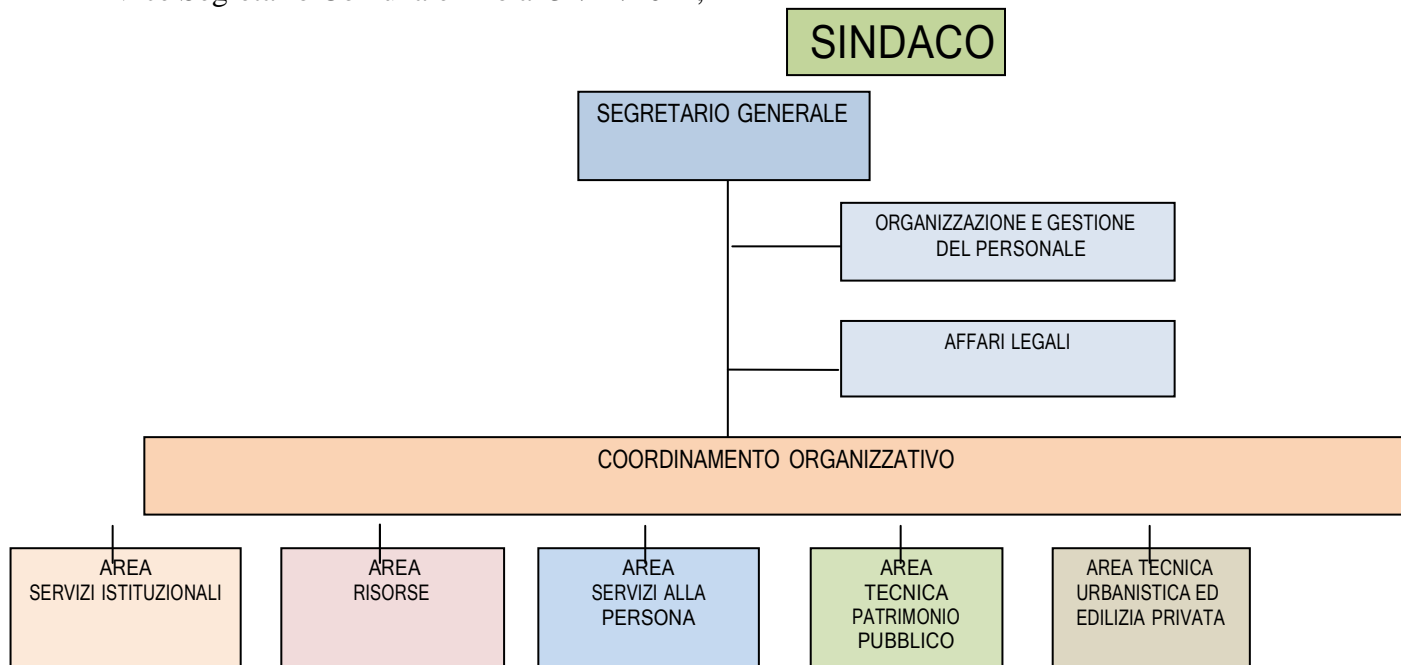 SINDACO
SEGRETARIO GENERALE
ORGANIZZAZIONE E GESTIONE
DEL PERSONALE
AFFARI LEGALI
COORDINAMENTO ORGANIZZATIVO
AREA
SERVIZI ISTITUZIONALI
AREA
RISORSE
AREA
SERVIZI ALLA
PERSONA
AREA
TECNICA
PATRIMONIO
PUBBLICO
AREA TECNICA
URBANISTICA ED
EDILIZIA PRIVATA